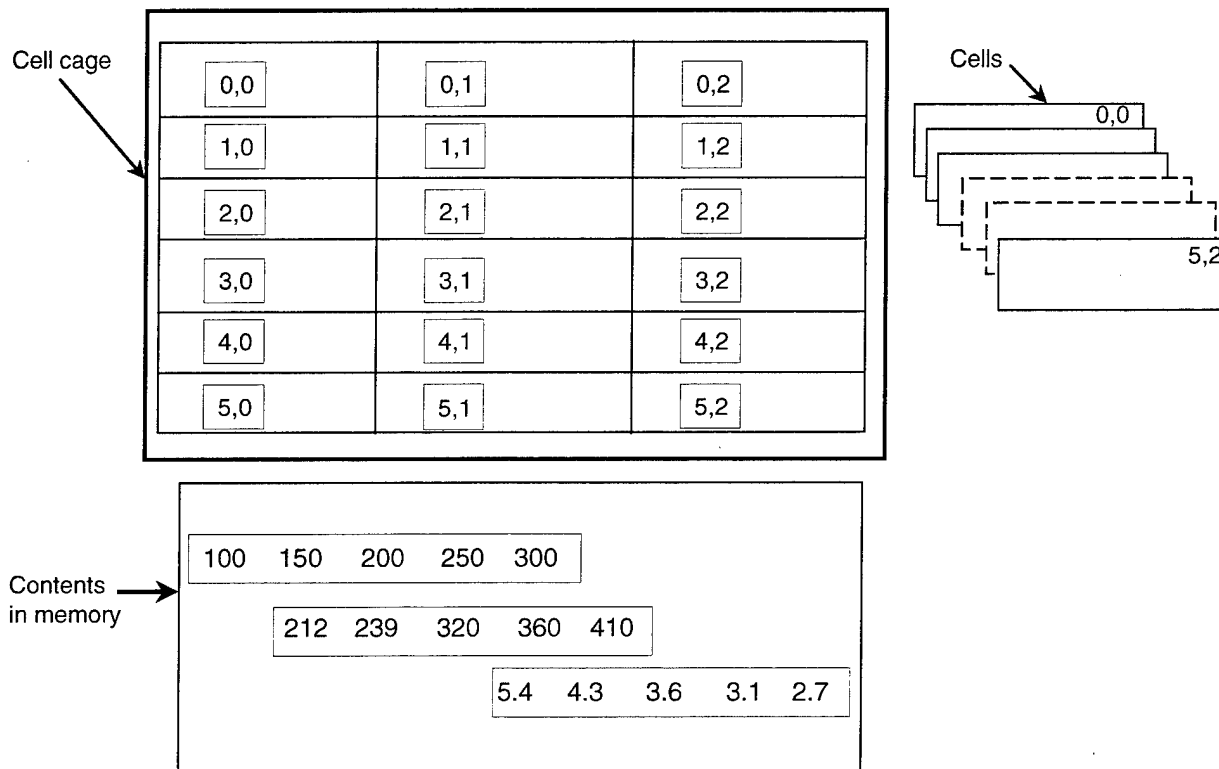 Cell cage
0,0 0,1 0,2
1,0 1,1 1,2
2,0 2,1 2,2
3,0 3,1 3,2
4,0 4,1 4,2
5,0 5,1 5,2
Cells
0,0
5,2
Contents
in memory
100 150 200 250 300
212 239 320 360 410
5.4 4.3 3.6 3.1 2.7